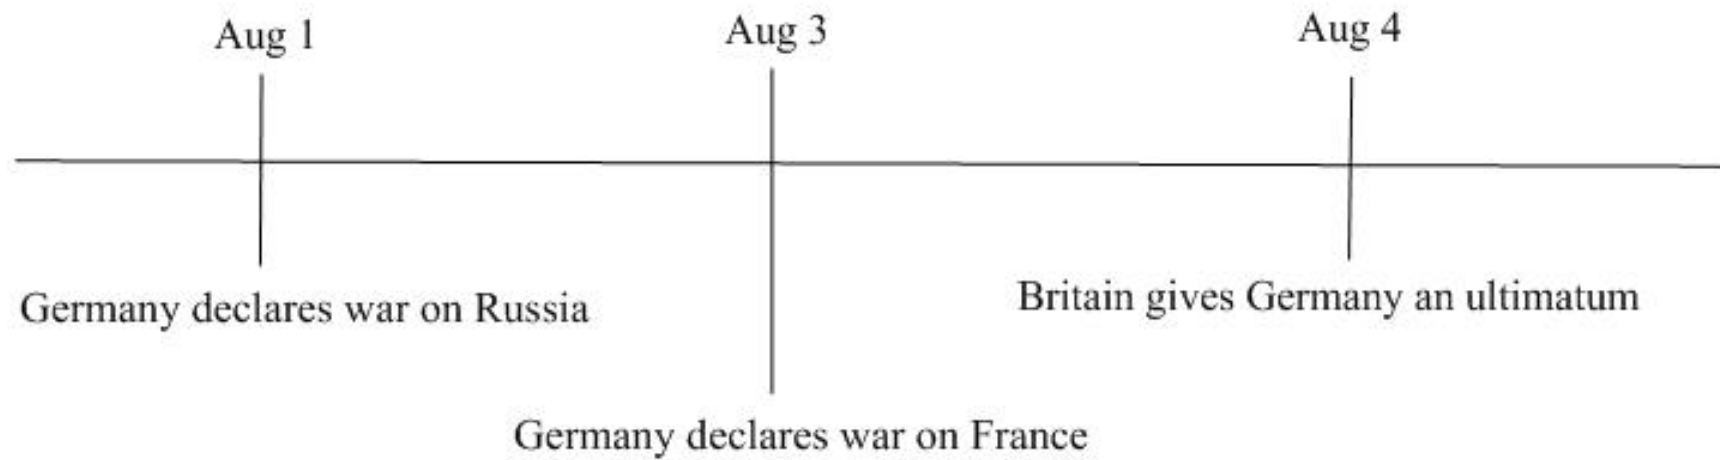 Aug 1
Aug 3
Aug 4
Germany declares war on Russia
Britain gives Germany an ultimatum
Germany declares war on France